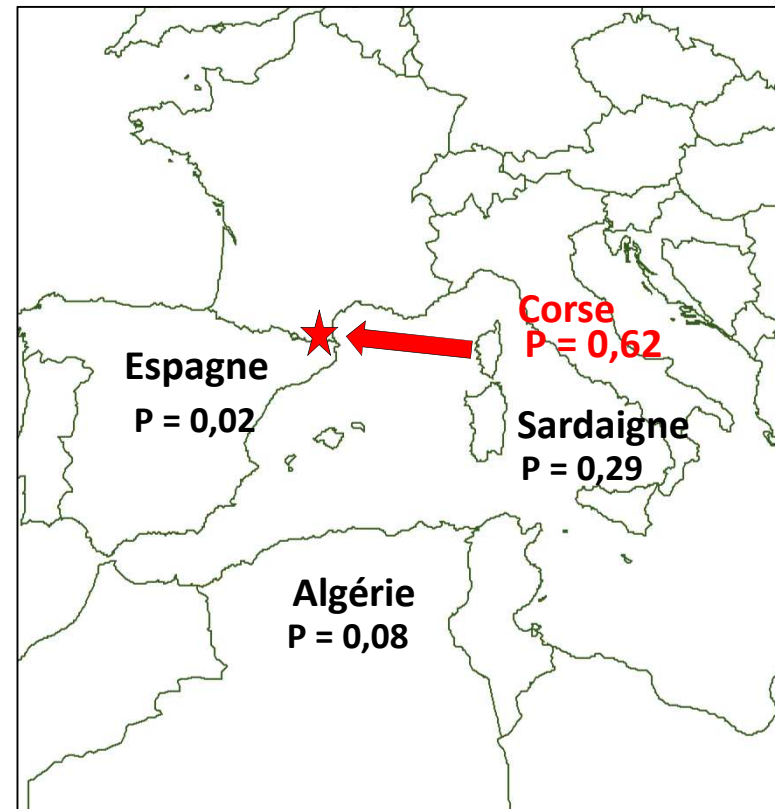 Corse
P = 0,62
Espagne
P = 0,02
Sardaigne
P = 0,29
Algérie
P = 0,08